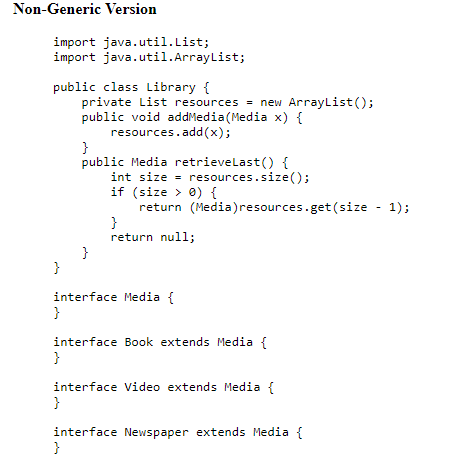 Non-Generic Version
import java.util.List;
import java.util.ArrayList;
public class Library {
    private List resources = new ArrayList();
    public void addMedia(Media x) {
        resources.add(x);
    }
    public Media retrieveLast() {
        int size = resources.size();
        if (size > 0) {
            return (Media)resources.get(size - 1);
        }
        return null;
    }
}
interface Media {
}
interface Book extends Media {
}
interface Video extends Media {
}
interface Newspaper extends Media {
}